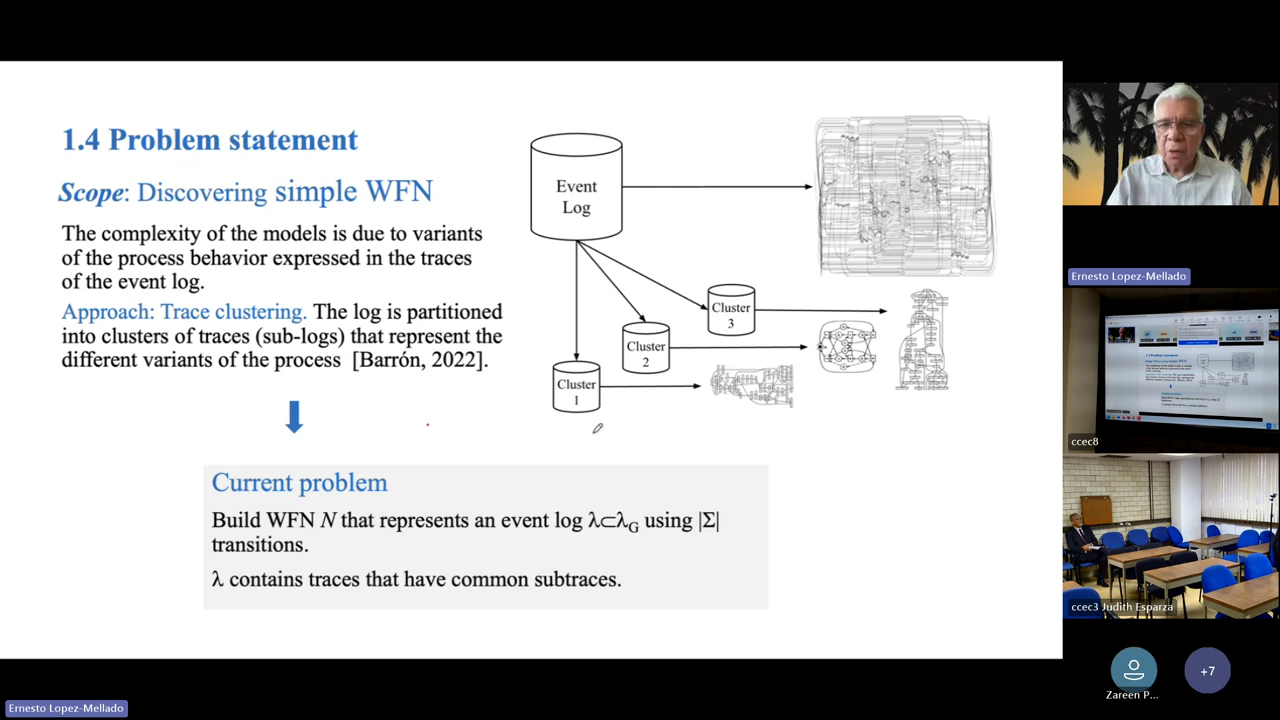 1.4 Problem statement
Scope: Discovering simple WFN
The complexity of the models is due to variants
of the process behavior expressed in the traces
of the event log.
Approach: Trace clustering. The log is partitioned
into clusters of traces (sub-logs) that represent the
different variants of the process [Barrón, 2022].
Event
Log
Cluster
3
Cluster
2
Cluster
1
Current problem
Build WFN N that represents an event log λ⊂λG using |Σ|
transitions.
λ contains traces that have common subtraces.
Ernesto Lopez-Mellado
ccec8
ccec3 Judith Esparza
Zareen P...
+7
Ernesto Lopez-Mellado